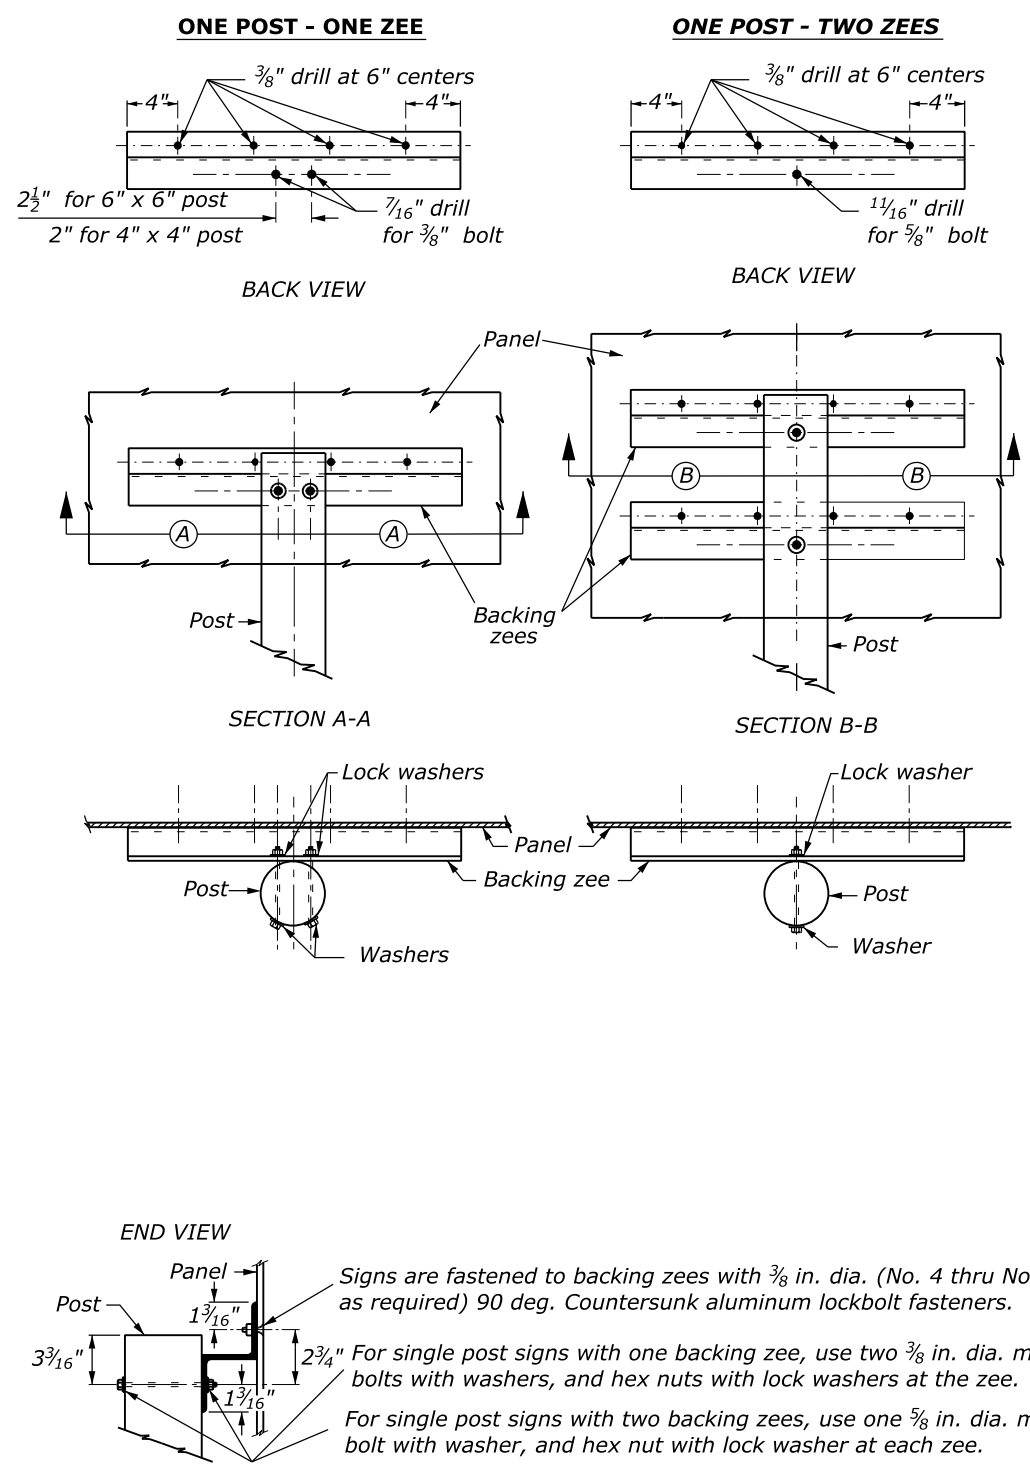 ONE POST - ONE ZEE
ONE POST - TWO ZEES
3/8" drill at 6" centers
3/8" drill at 6" centers
4"
4"
4"
4"
2 1/2" for 6" x 6" post
2" for 4" x 4" post
7/16" drill
for 3/8" bolt
11/16" drill
for 5/8" bolt
BACK VIEW
BACK VIEW
Panel
A
A
B
B
Post
Backing
zees
Post
SECTION A-A
SECTION B-B
Lock washers
Lock washer
Panel
Backing zee
Post
Post
Washers
Washer
END VIEW
Panel
Post
1 3/16"
3 3/16"
2 3/4"
1 3/16"
Signs are fastened to backing zees with 3/8 in. dia. (No. 4 thru No
as required) 90 deg. Countersunk aluminum lockbolt fasteners.
For single post signs with one backing zee, use two 3/8 in. dia. m
bolts with washers, and hex nuts with lock washers at the zee.
For single post signs with two backing zees, use one 5/8 in. dia. m
bolt with washer, and hex nut with lock washer at each zee.